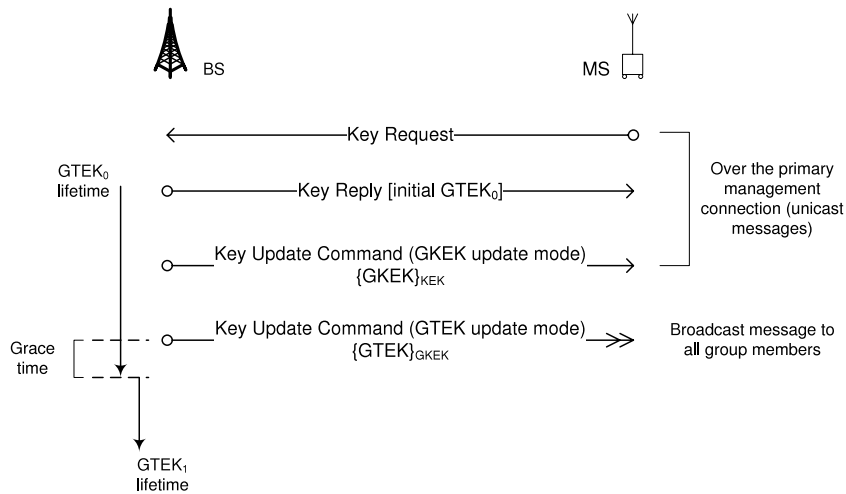 BS
MS
Key Request
GTEK₀
lifetime
Key Reply [initial GTEK₀]
Over the primary
management
connection (unicast
messages)
Key Update Command (GKEK update mode)
{GKEK}KEK
Key Update Command (GTEK update mode)
{GTEK}GKEK
Broadcast message to
all group members
Grace
time
GTEK₁
lifetime